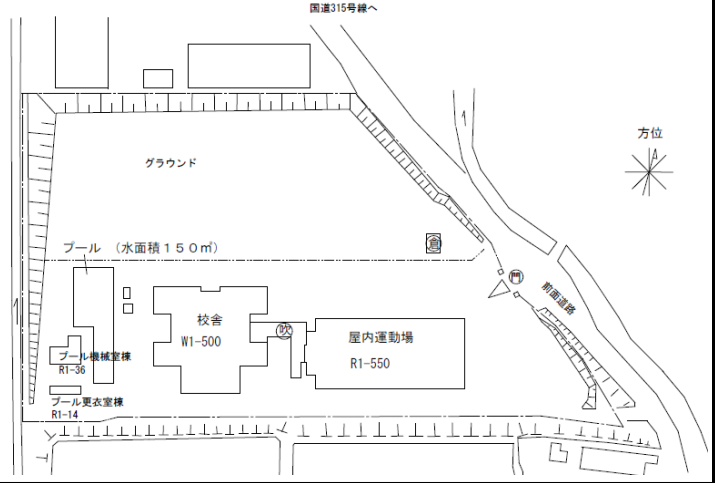 国道315号線へ
方位
グラウンド
倉
プール （水面積１５０㎡）
門
前面道路
校舎
W1-500
吹
屋内運動場
R1-550
プール機械室棟
R1-36
プール更衣室棟
R1-14